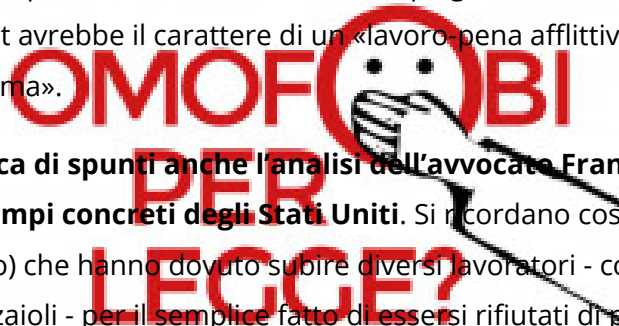 t avrebbe il carattere di un «lavoro-pena afflittiv
ma».
OMOFOBI
ca di spunti anche l'analisi dell'avvocato Fran
PER
mpi concreti degli Stati Uniti. Si ricordano cos
o) che hanno dovuto subire diversi lavoratori - co
LEGGE?
zaioli - per il semplice fatto di essersi rifiutati di p